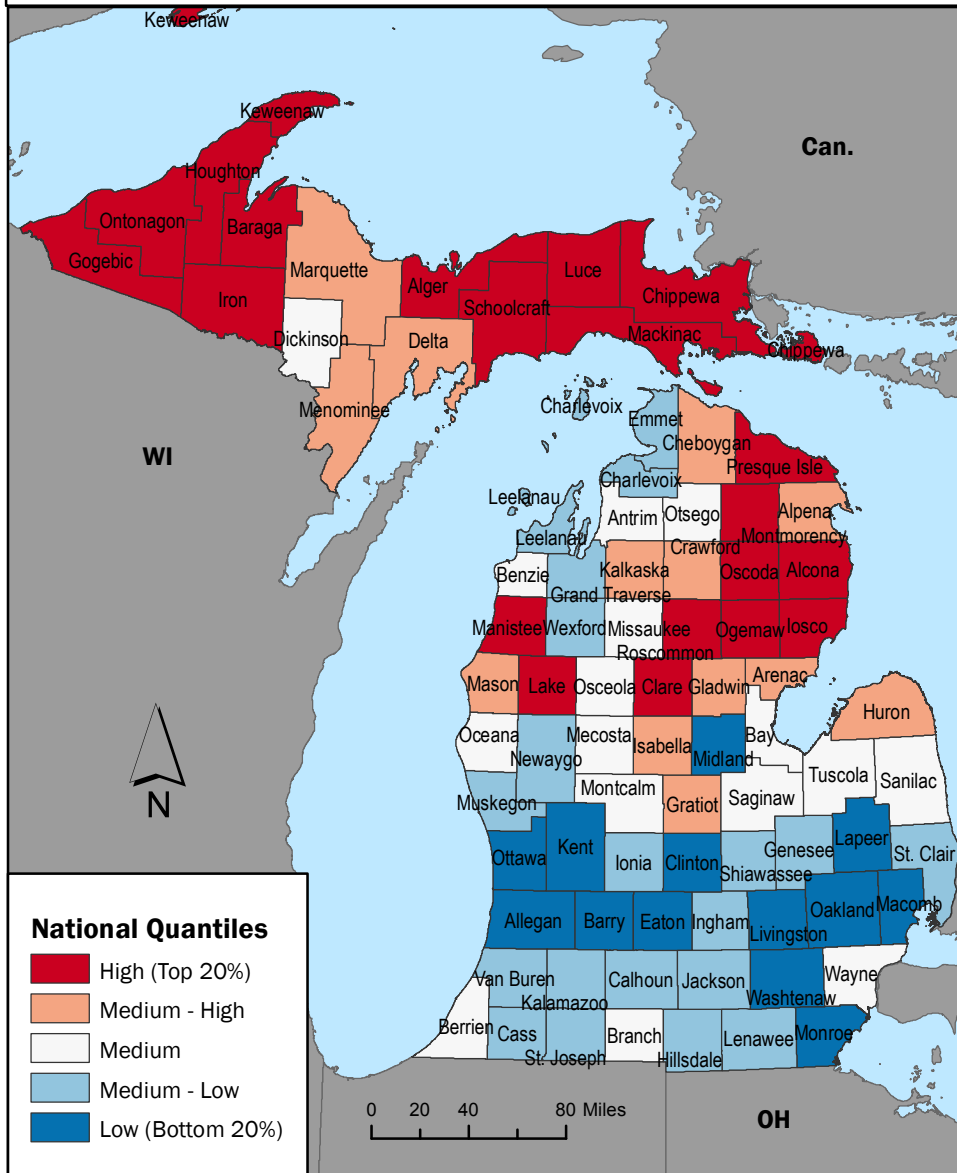 Keweenaw
Keweenaw
Can.
Houghton
Ontonagon
Baraga
Gogebic
Marquette
Luce
Alger
Iron
Schoolcraft
Chippewa
Dickinson
Delta
Mackinac
Chippewa
Menominee
Charlevoix
Emmet
Cheboygan
WI
Presque Isle
Charlevoix
Leelanau
Antrim
Otsego
Alpena
Montmorency
Leelanau
Crawford
Benzie
Kalkaska
Oscoda
Alcona
Grand
Traverse
Manistee
Wexford
Missaukee
Ogemaw
Iosco
Roscommon
Mason
Lake
Osceola
Clare
Gladwin
Arenac
Huron
Oceana
Mecosta
Isabella
Bay
Newaygo
Midland
Tuscola
Sanilac
Montcalm
Saginaw
Muskegon
Gratiot
N
Kent
Lapeer
Ottawa
Ionia
Clinton
Genesee
St. Clair
Shiawassee
Allegan
Barry
Eaton
Ingham
Oakland
Macomb
Livingston
Van Buren
Calhoun
Jackson
Wayne
Kalamazoo
Washtenaw
Berrien
Cass
Branch
Lenawee
Monroe
St. Joseph
Hillsdale
National Quantiles
High (Top 20%)
Medium - High
Medium
Medium - Low
Low (Bottom 20%)
0 20 40 80 Miles
OH